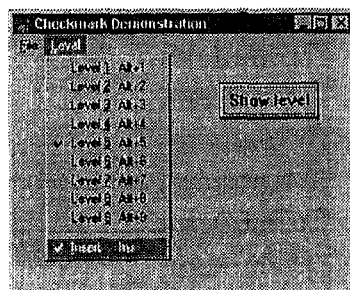 Checkmark Demonstration
File Level
Level 1 Alt+1
Level 2 Alt+2
Level 3 Alt+3
Level 4 Alt+4
Level 5 Alt+5
Level 6 Alt+6
Level 7 Alt+7
Level 8 Alt+8
Level 9 Alt+9
Insert Ins
Show level